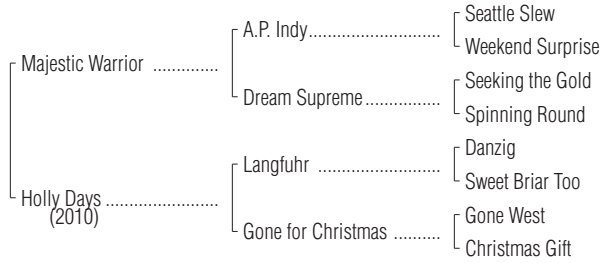 Seattle Slew
A.P. Indy...........................
Weekend Surprise
Majestic Warrior .............
Seeking the Gold
Dream Supreme...............
Spinning Round
Danzig
Langfuhr ......................
Sweet Briar Too
Holly Days ......................
(2010)
Gone West
Gone for Christmas ..........
Christmas Gift